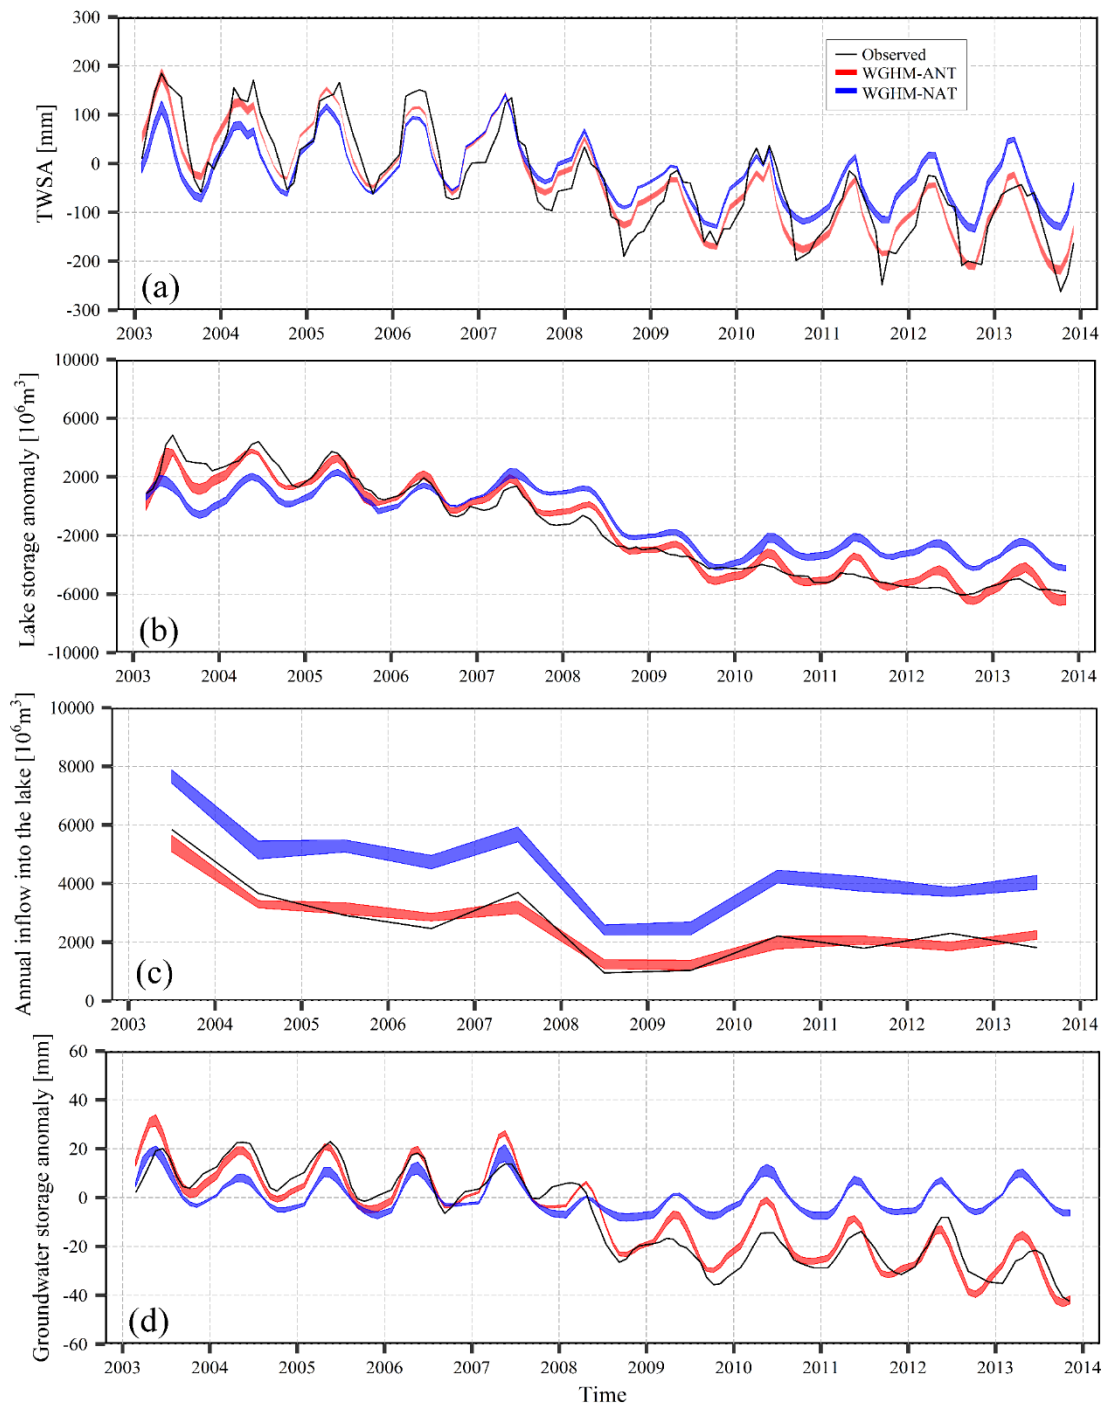 300
200
100
0
-100
-200
-300
TWSA [mm]
Observed
WGHM-ANT
WGHM-NAT
(a)
2003 2004 2005 2006 2007 2008 2009 2010 2011 2012 2013 2014
10000
6000
2000
-2000
-6000
-10000
Lake storage anomaly [10⁶m³]
(b)
2003 2004 2005 2006 2007 2008 2009 2010 2011 2012 2013 2014
10000
8000
6000
4000
2000
0
Annual inflow into the lake [10⁶m³]
(c)
2003 2004 2005 2006 2007 2008 2009 2010 2011 2012 2013 2014
60
40
20
0
-20
-40
-60
Groundwater storage anomaly [mm]
(d)
2003 2004 2005 2006 2007 2008 2009 2010 2011 2012 2013 2014
Time